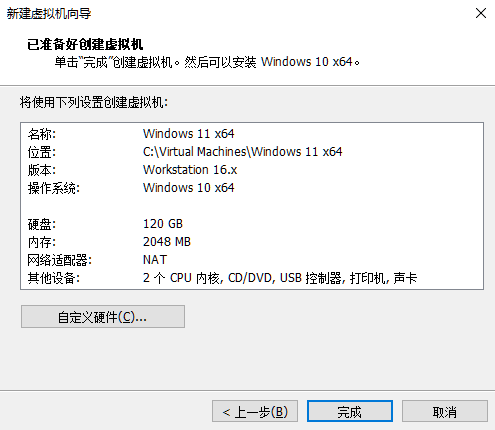 新建虚拟机向导
已准备好创建虚拟机
单击“完成”创建虚拟机。然后可以安装 Windows 10 x64。
将使用下列设置创建虚拟机:
名称: Windows 11 x64
位置: C:\Virtual Machines\Windows 11 x64
版本: Workstation 16.x
操作系统: Windows 10 x64
硬盘: 120 GB
内存: 2048 MB
网络适配器: NAT
其他设备: 2 个 CPU 内核, CD/DVD, USB 控制器, 打印机, 声卡
自定义硬件(C)...
< 上一步(B) 完成 取消